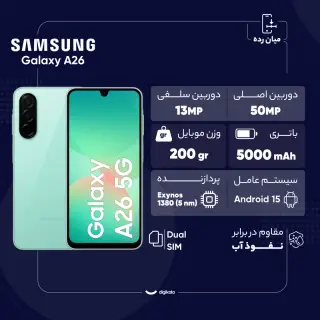 SAMSUNG
Galaxy A26
میان رده
Galaxy
A26 5G
دوربین اصلی
50MP
دوربین سلفی
13MP
باتری
5000 mAh
وزن موبایل
gr
200 gr
سیستم عامل
Android 15
پردازنده
Exynos
1380 (5 nm)
مقاوم در برابر
نفوذ آب
Dual
SIM
digikala